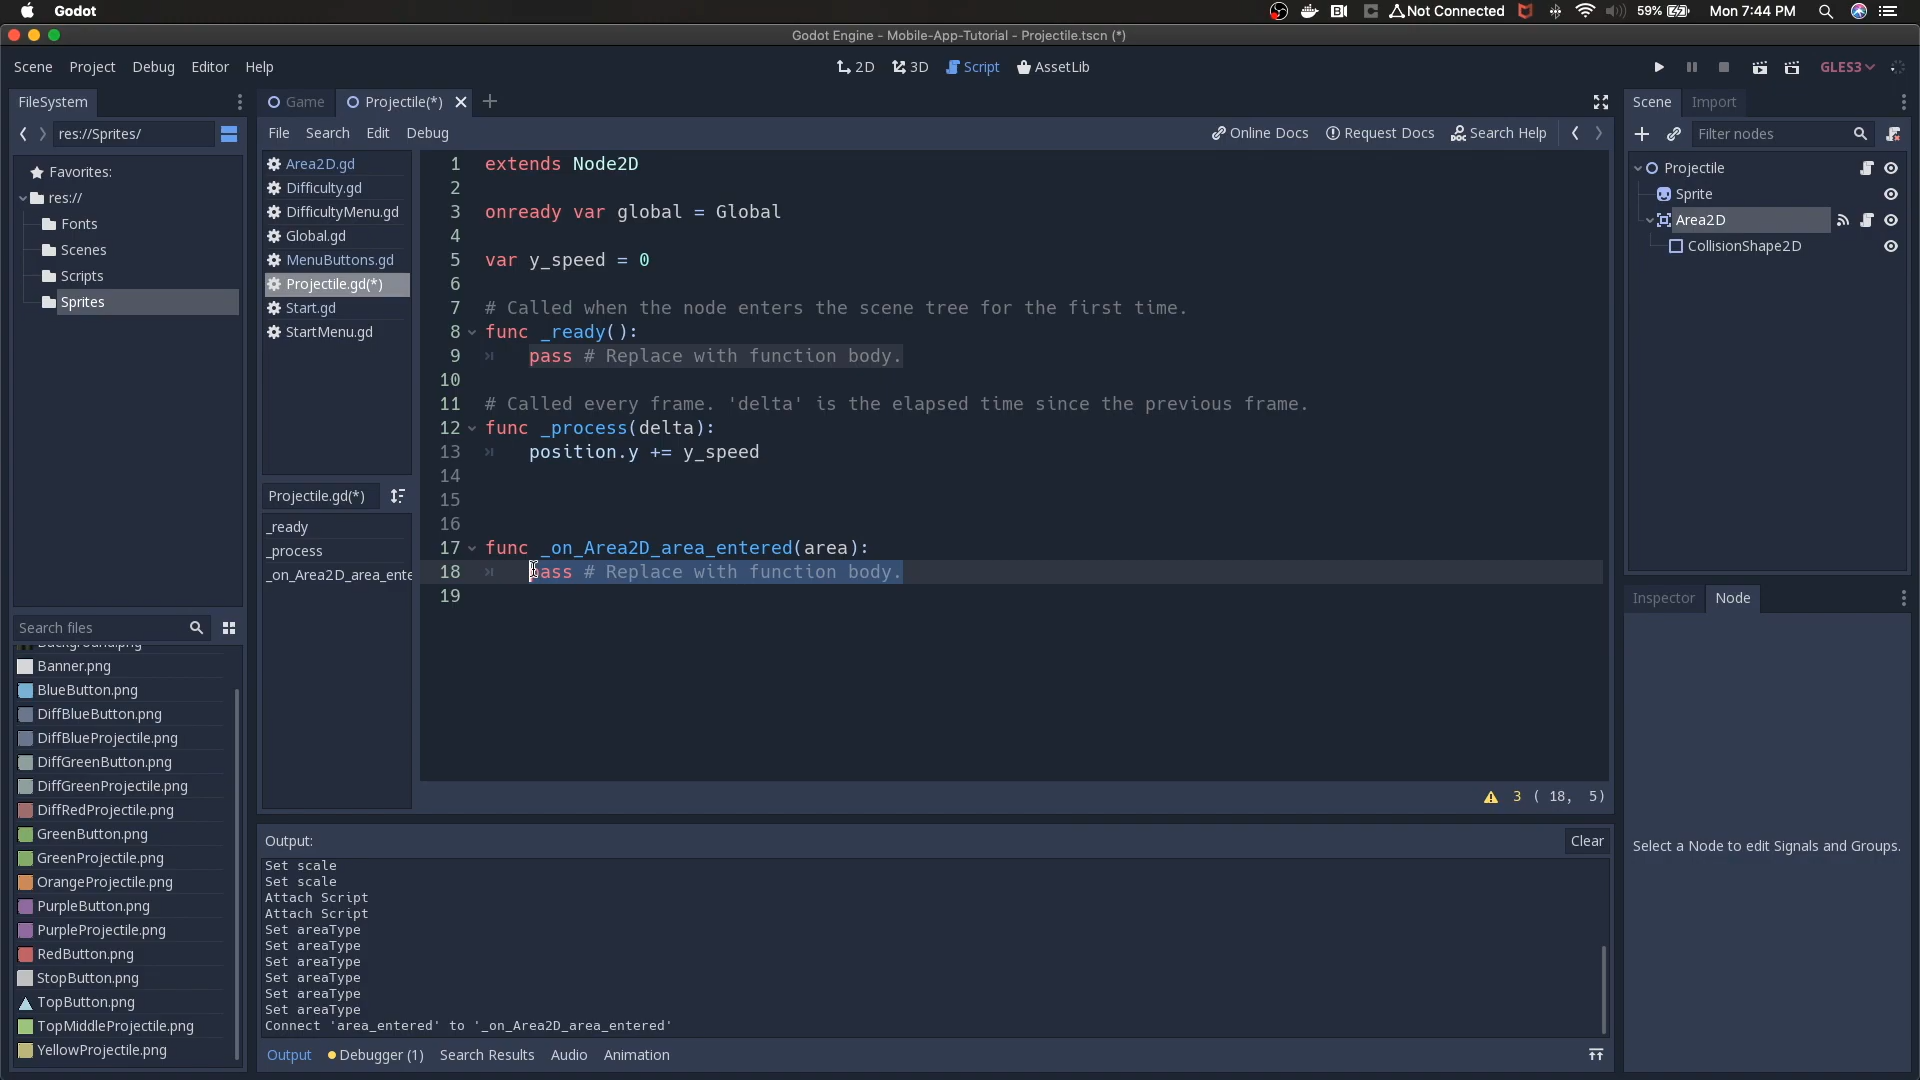 Godot
Not Connected
59%
Mon 7:44 PM
Godot Engine - Mobile-App-Tutorial - Projectile.tscn (*)
Scene Project Debug Editor Help
2D 3D Script AssetLib
GLES3
FileSystem
res://Sprites/
Favorites:
res://
Fonts
Scenes
Scripts
Sprites
Search files
Banner.png
BlueButton.png
DiffBlueButton.png
DiffBlueProjectile.png
DiffGreenButton.png
DiffGreenProjectile.png
DiffRedProjectile.png
GreenButton.png
GreenProjectile.png
OrangeProjectile.png
PurpleButton.png
PurpleProjectile.png
RedButton.png
StopButton.png
TopButton.png
TopMiddleProjectile.png
YellowProjectile.png
Game Projectile(*)
File Search Edit Debug
Online Docs Request Docs Search Help
Area2D.gd
Difficulty.gd
DifficultyMenu.gd
Global.gd
MenuButtons.gd
Projectile.gd(*)
Start.gd
StartMenu.gd
Projectile.gd(*)
_ready
_process
_on_Area2D_area_ente
1 extends Node2D
2
3 onready var global = Global
4
5 var y_speed = 0
6
7 # Called when the node enters the scene tree for the first time.
8 func _ready():
9 pass # Replace with function body.
10
11 # Called every frame. 'delta' is the elapsed time since the previous frame.
12 func _process(delta):
13 position.y += y_speed
14
15
16
17 func _on_Area2D_area_entered(area):
18 pass # Replace with function body.
19
3 ( 18, 5)
Output:
Clear
Set scale
Set scale
Attach Script
Attach Script
Set areaType
Set areaType
Set areaType
Set areaType
Set areaType
Set areaType
Connect 'area_entered' to '_on_Area2D_area_entered'
Output Debugger (1) Search Results Audio Animation
Scene Import
Filter nodes
Projectile
Sprite
Area2D
CollisionShape2D
Inspector Node
Select a Node to edit Signals and Groups.